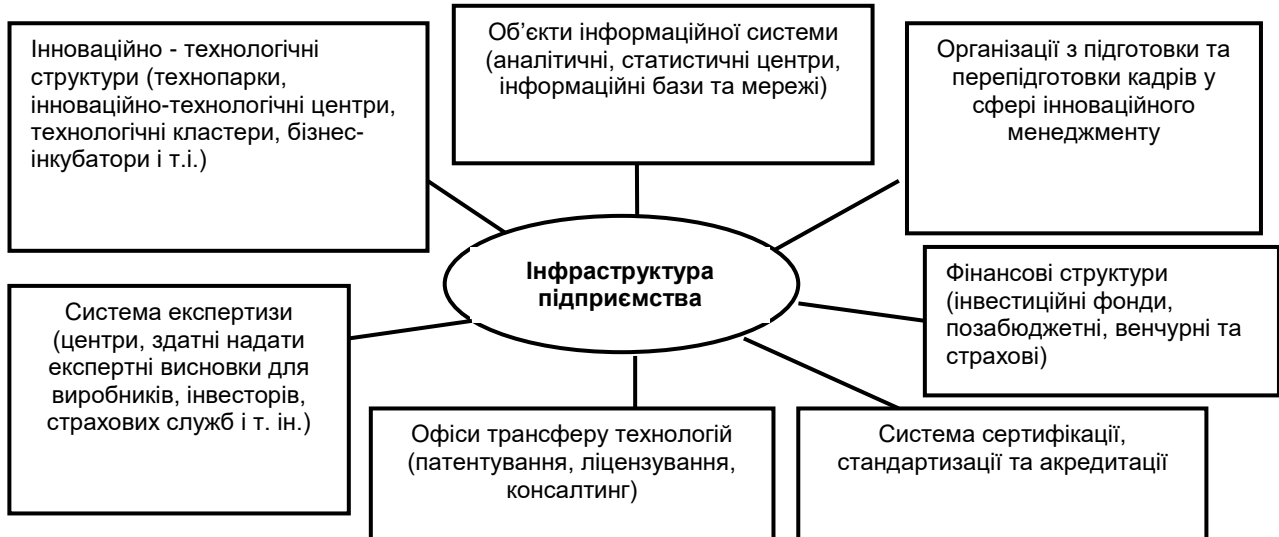 Інноваційно - технологічні
структури (технопарки,
інноваційно-технологічні центри,
технологічні кластери, бізнес-
інкубатори і т.і.)
Об’єкти інформаційної системи
(аналітичні, статистичні центри,
інформаційні бази та мережі)
Організації з підготовки та
перепідготовки кадрів у
сфері інноваційного
менеджменту
Інфраструктура
підприємства
Система експертизи
(центри, здатні надати
експертні висновки для
виробників, інвесторів,
страхових служб і т. ін.)
Фінансові структури
(інвестиційні фонди,
позабюджетні, венчурні та
страхові)
Офіси трансферу технологій
(патентування, ліцензування,
консалтинг)
Система сертифікації,
стандартизації та акредитації